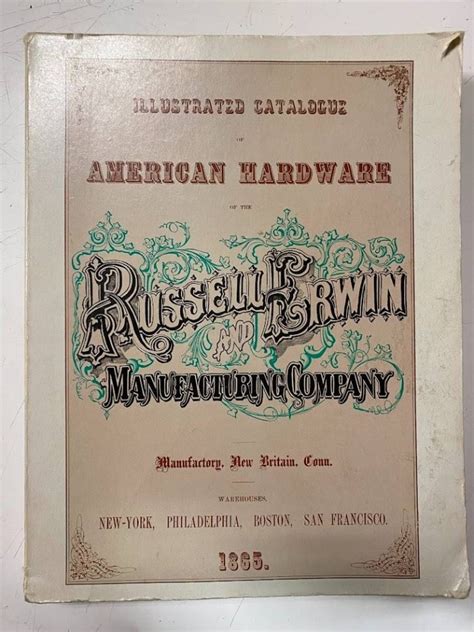 ILLUSTRATED CATALOGUE
OF
AMERICAN HARDWARE
OF THE
RUSSELL ERWIN
AND
MANUFACTURING COMPANY
Manufactory, New Britain, Conn.
WAREHOUSES,
NEW-YORK, PHILADELPHIA, BOSTON, SAN FRANCISCO.
1865.